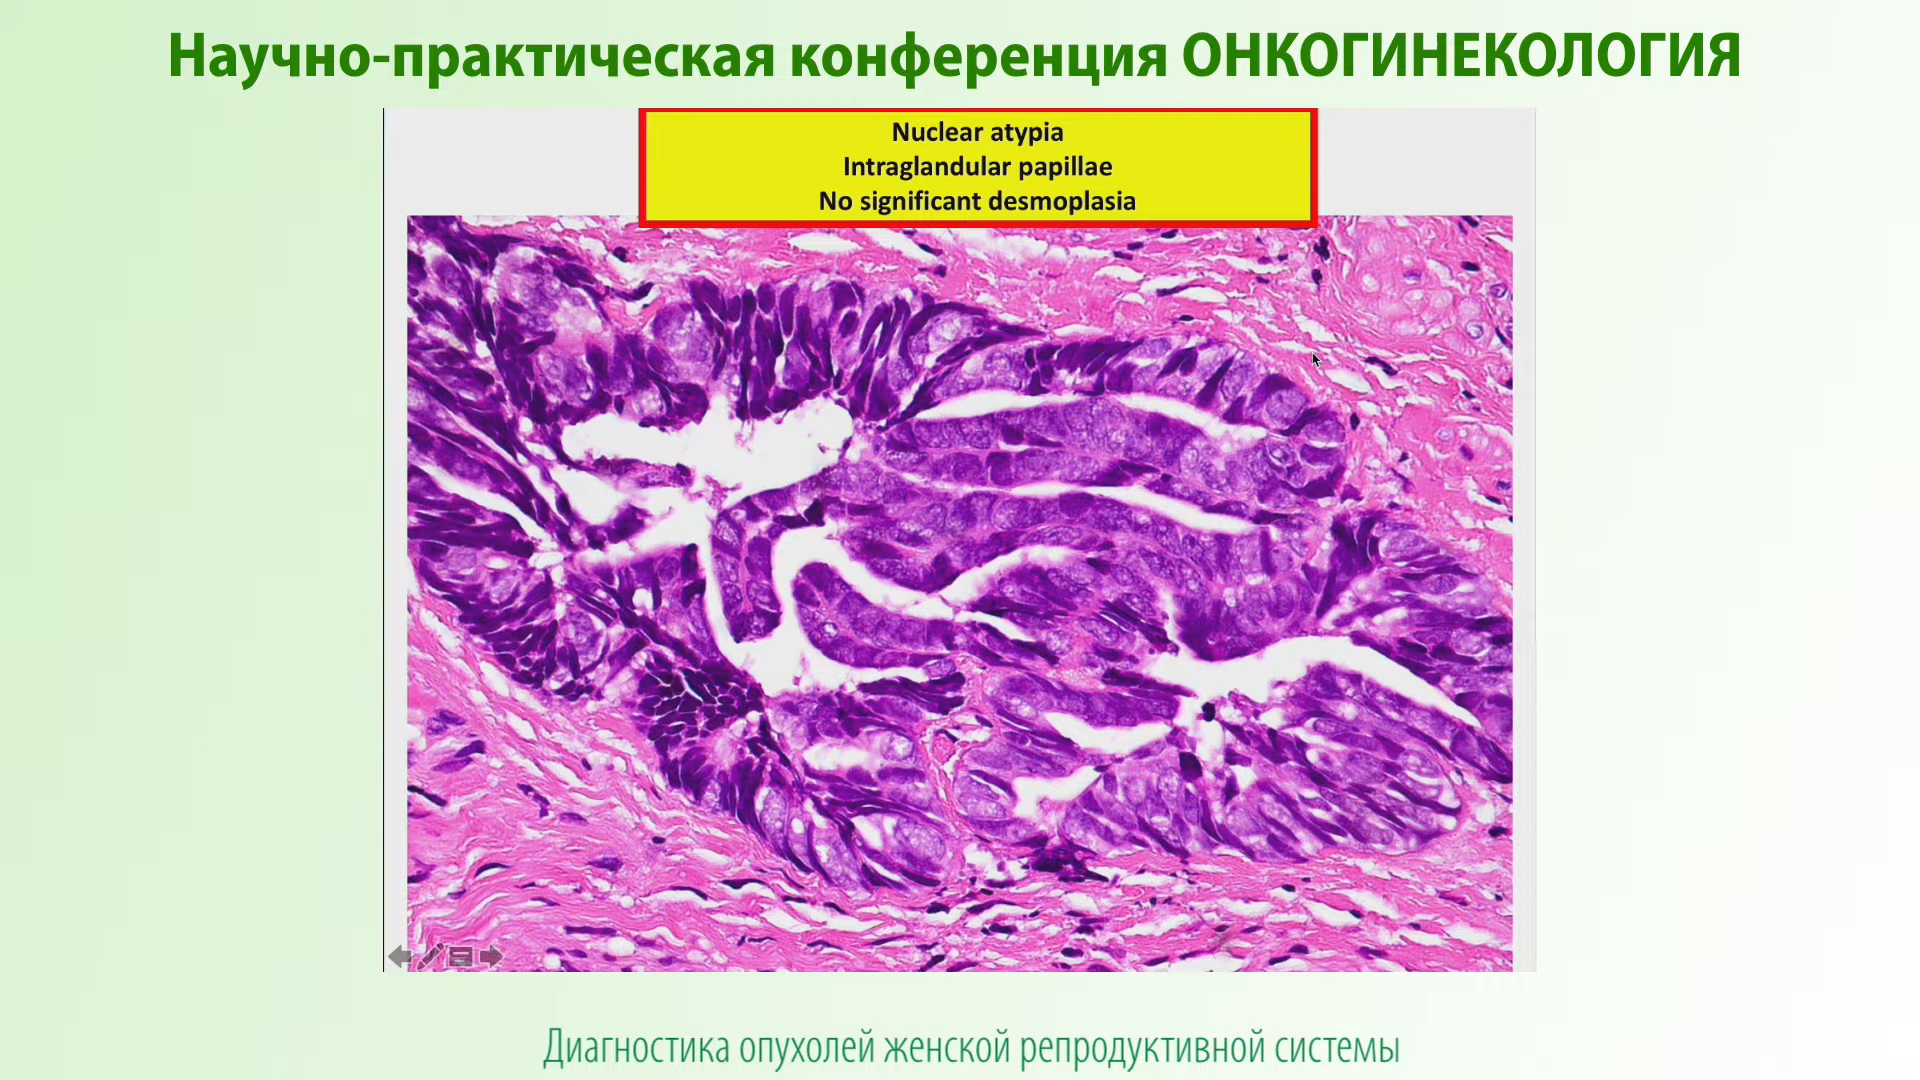 Научно-практическая конференция ОНКОГИНЕКОЛОГИЯ
Nuclear atypia
Intraglandular papillae
No significant desmoplasia
Диагностика опухолей женской репродуктивной системы